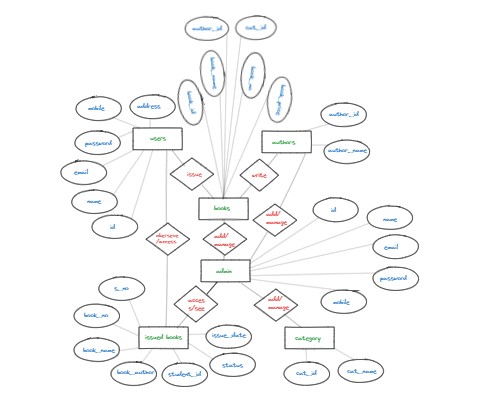 author_id
cat_id
book_name
book_no
book_id
book_price
mobile
address
author_id
users
authors
password
author_name
email
issue
write
name
books
id
name
id
add/
manage
observe
/access
add/
manage
email
admin
password
s_no
acces
s/see
add/
manage
mobile
book_no
issued books
issue_date
category
book_name
status
book_author
student_id
cat_id
cat_name